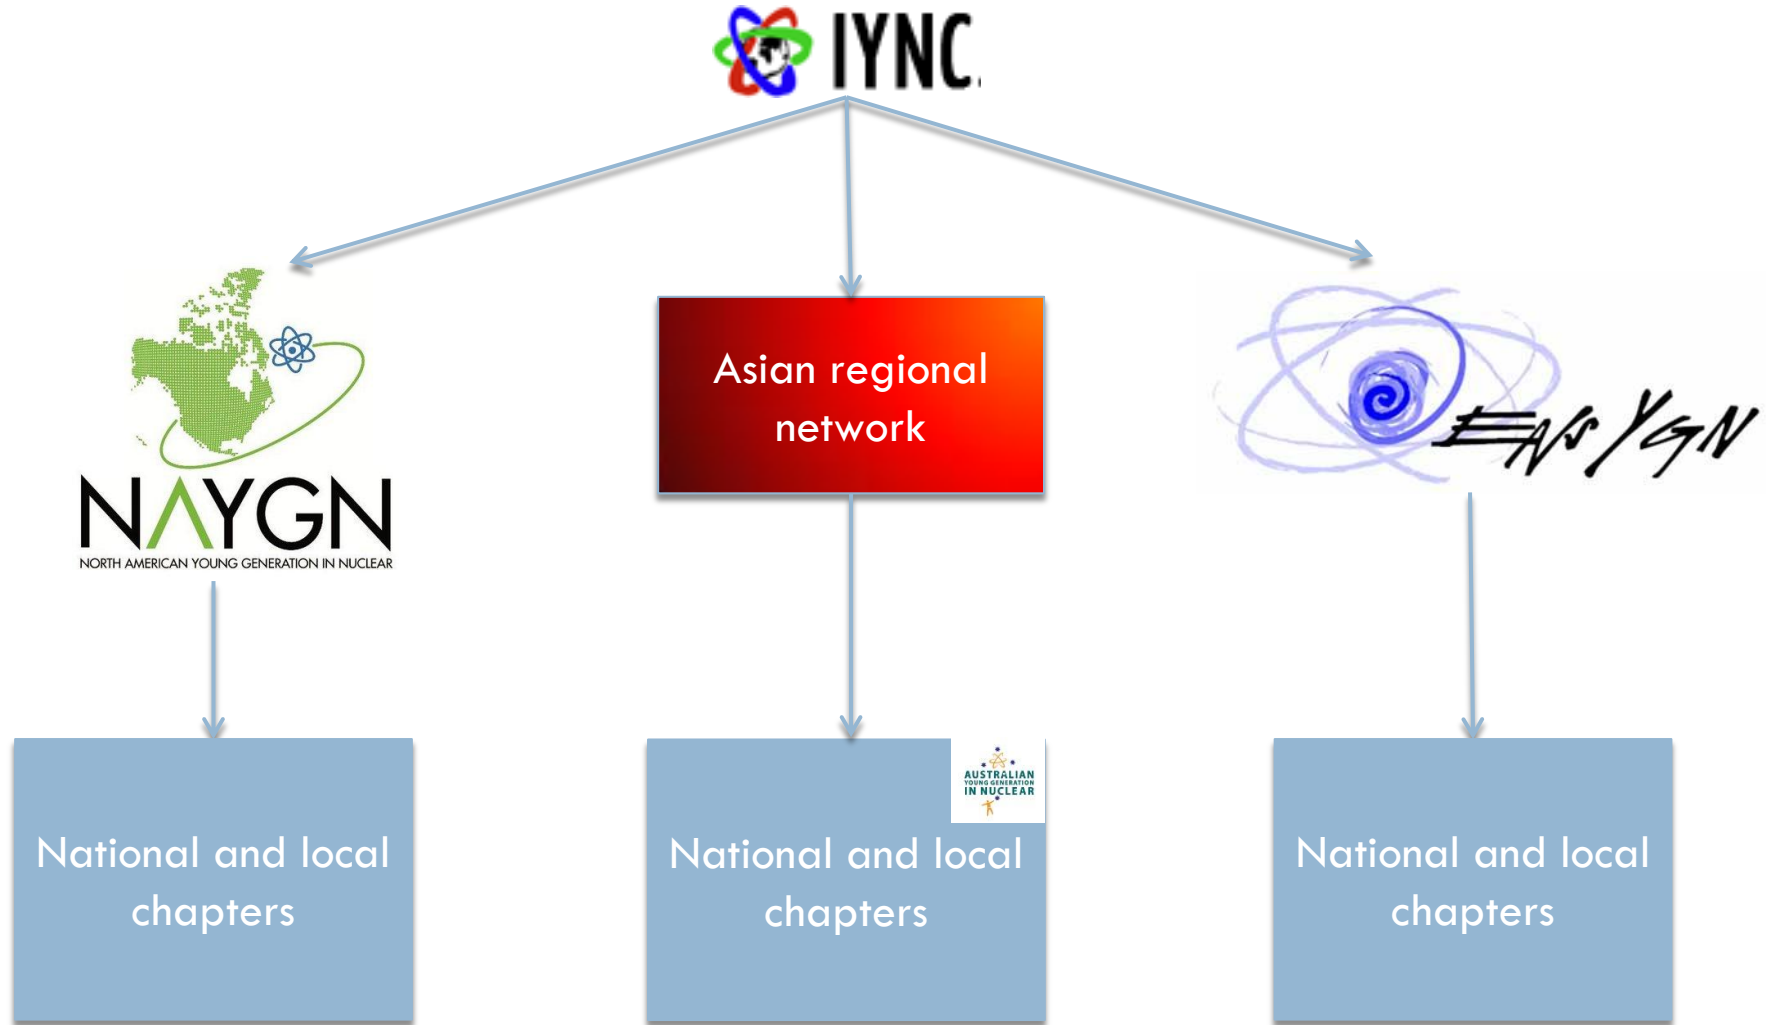 IYNC
NAYGN
NORTH AMERICAN YOUNG GENERATION IN NUCLEAR
Asian regional
network
ENS YGN
National and local
chapters
AUSTRALIAN
YOUNG GENERATION
IN NUCLEAR
National and local
chapters
National and local
chapters